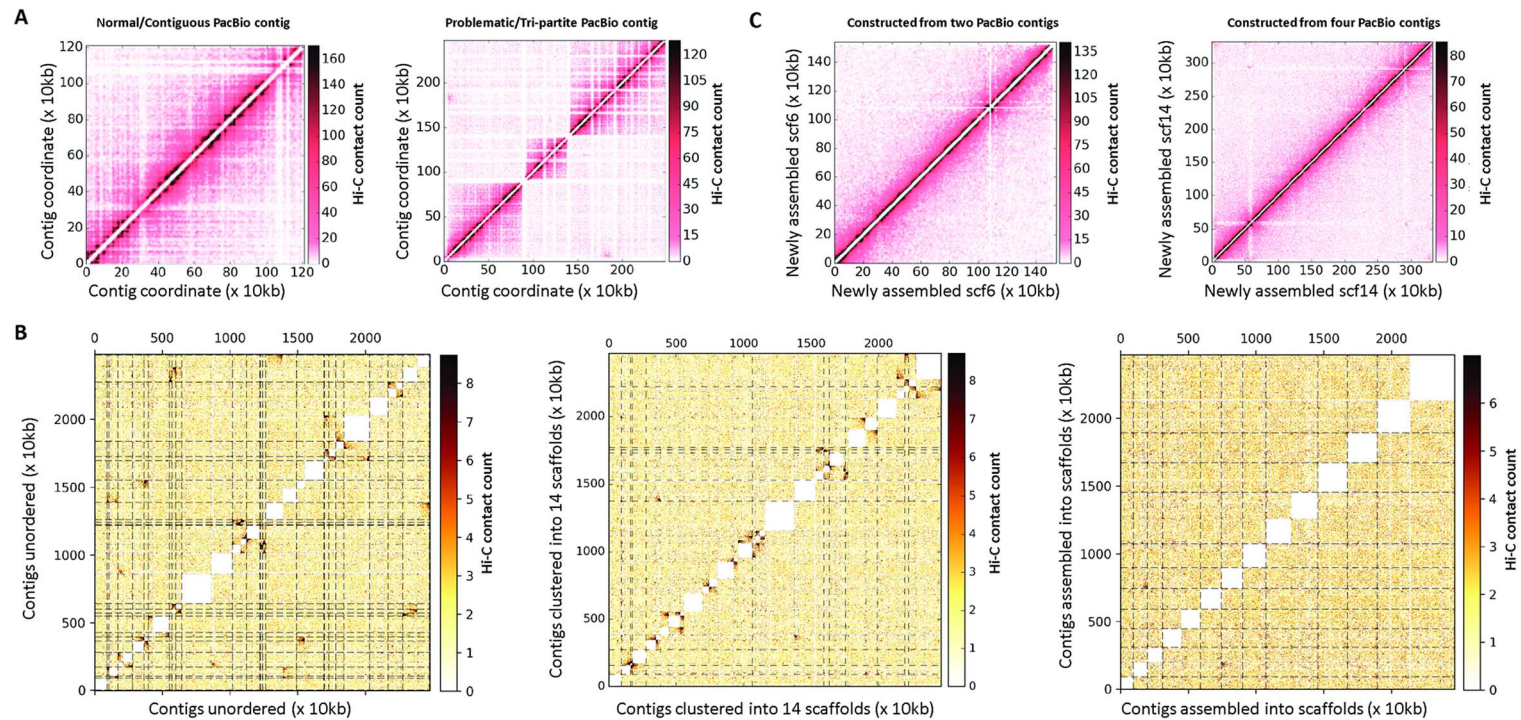 A
Normal/Contiguous PacBio contig
Problematic/Tri-partite PacBio contig
C
Constructed from two PacBio contigs
Constructed from four PacBio contigs
Contig coordinate (x 10kb)
120
100
80
60
40
20
0
0 20 40 60 80 100 120
Contig coordinate (x 10kb)
160
140
120
100
80
60
40
20
0
Hi-C contact count
Contig coordinate (x 10kb)
200
150
100
50
0
0 50 100 150 200
Contig coordinate (x 10kb)
120
105
90
75
60
45
30
15
0
Hi-C contact count
Newly assembled scf6 (x 10kb)
140
120
100
80
60
40
20
0
0 20 40 60 80 100 120 140
Newly assembled scf6 (x 10kb)
135
120
105
90
75
60
45
30
15
0
Hi-C contact count
Newly assembled scf14 (x 10kb)
300
250
200
150
100
50
0
0 50 100 150 200 250 300
Newly assembled scf14 (x 10kb)
80
70
60
50
40
30
20
10
0
Hi-C contact count
B
0 500 1000 1500 2000
Contigs unordered (x 10kb)
2000
1500
1000
500
0
Contigs unordered (x 10kb)
8
7
6
5
4
3
2
1
0
Hi-C contact count
0 500 1000 1500 2000
Contigs clustered into 14 scaffolds (x 10kb)
2000
1500
1000
500
0
Contigs clustered into 14 scaffolds (x 10kb)
8
7
6
5
4
3
2
1
0
Hi-C contact count
0 500 1000 1500 2000
Contigs assembled into scaffolds (x 10kb)
2000
1500
1000
500
0
Contigs assembled into scaffolds (x 10kb)
6
5
4
3
2
1
0
Hi-C contact count